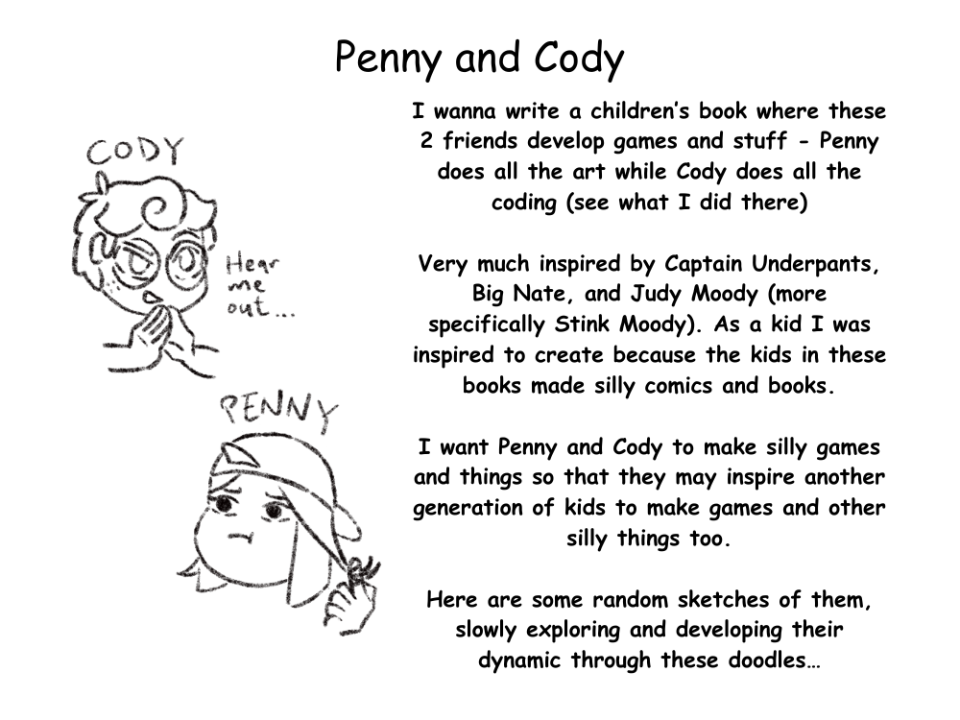 Penny and Cody
CODY
Hear
me
out...
PENNY
I wanna write a children's book where these
2 friends develop games and stuff - Penny
does all the art while Cody does all the
coding (see what I did there)
Very much inspired by Captain Underpants,
Big Nate, and Judy Moody (more
specifically Stink Moody). As a kid I was
inspired to create because the kids in these
books made silly comics and books.
I want Penny and Cody to make silly games
and things so that they may inspire another
generation of kids to make games and other
silly things too.
Here are some random sketches of them,
slowly exploring and developing their
dynamic through these doodles…